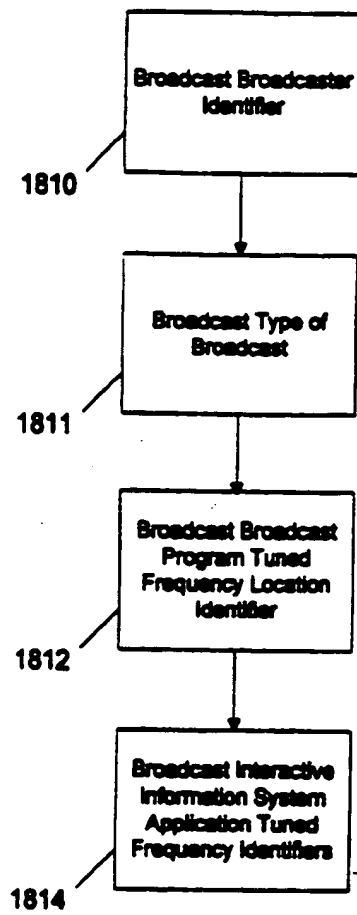 Broadcast Broadcaster
Identifier
1810
Broadcast Type of
Broadcast
1811
Broadcast Broadcast
Program Tuned
Frequency Location
Identifier
1812
Broadcast Interactive
Information System
Application Tuned
Frequency Identifiers
1814